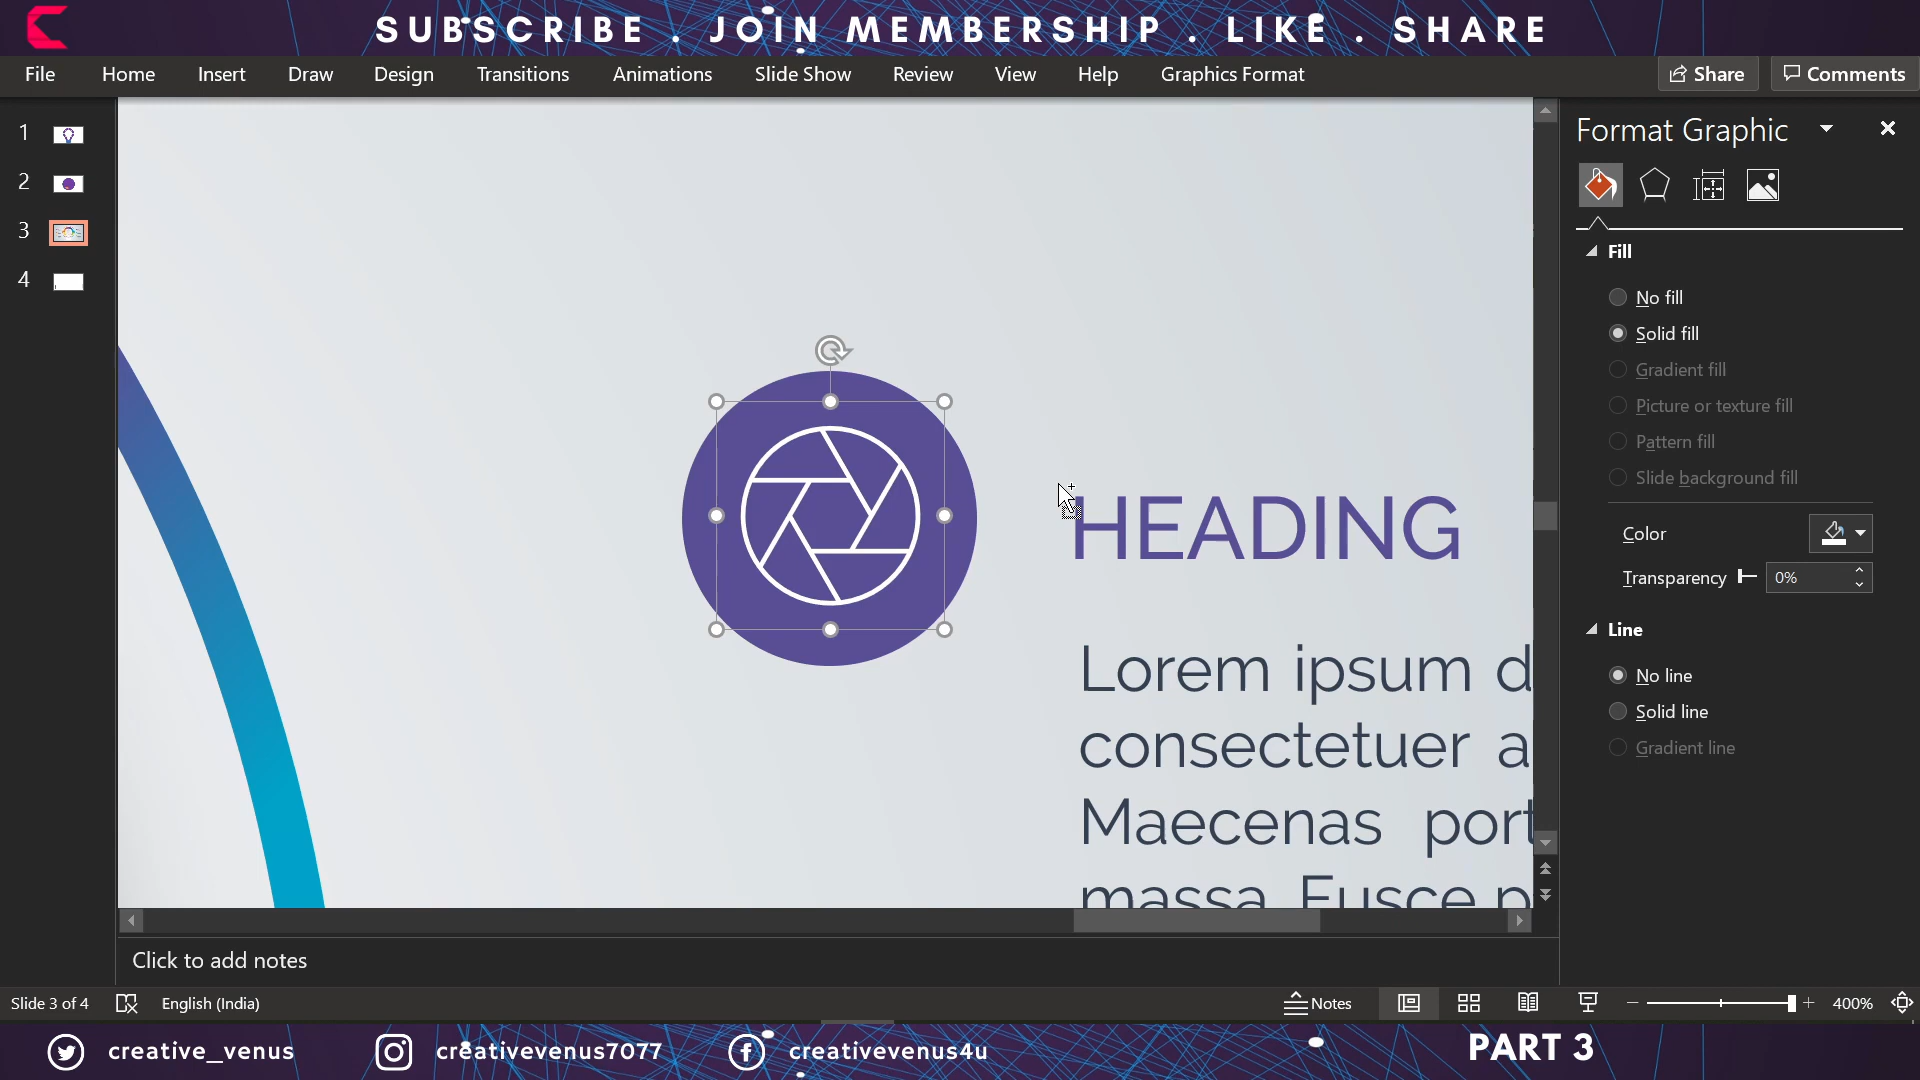 SUBSCRIBE . JOIN MEMBERSHIP . LIKE . SHARE
File Home Insert Draw Design Transitions Animations Slide Show Review View Help Graphics Format Share Comments
1
2
3
4
HEADING
Lorem ipsum d
consectetuer a
Maecenas port
massa. Fusce p
Format Graphic
Fill
No fill
Solid fill
Gradient fill
Picture or texture fill
Pattern fill
Slide background fill
Color
Transparency 0%
Line
No line
Solid line
Gradient line
Click to add notes
Slide 3 of 4 English (India) Notes 400%
creative_venus creativevenus7077 creativevenus4u PART 3